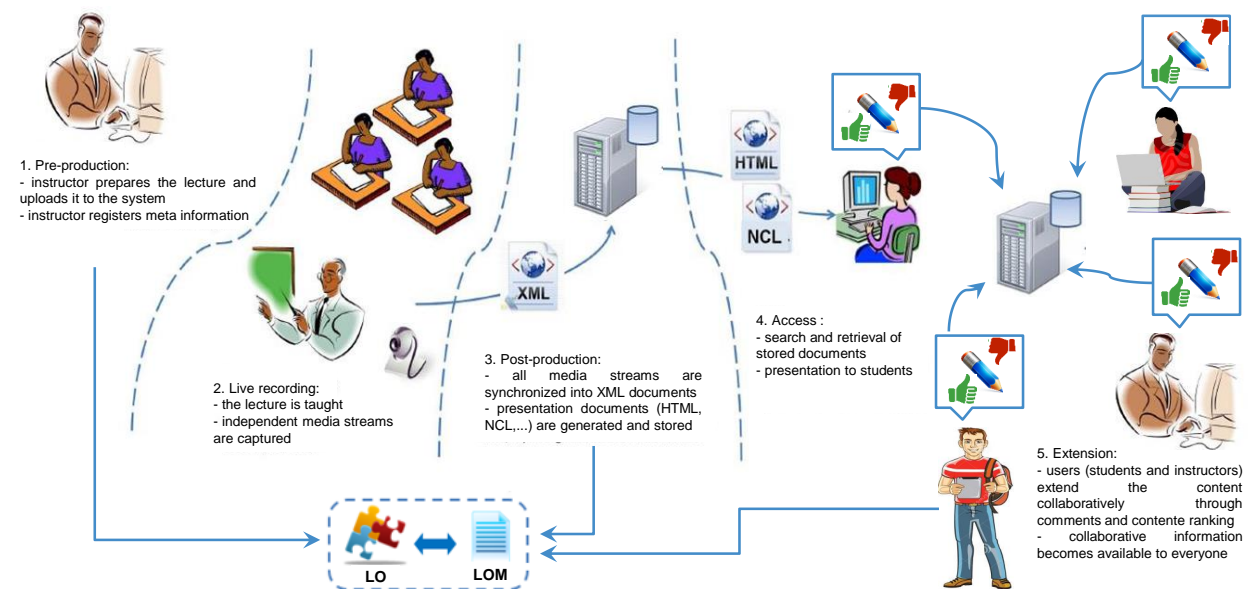 1. Pre-production:
- instructor prepares the lecture and
uploads it to the system
- instructor registers meta information
2. Live recording:
- the lecture is taught
- independent media streams
are captured
XML
3. Post-production:
- all media streams are
synchronized into XML documents
- presentation documents (HTML,
NCL,...) are generated and stored
HTML
NCL
4. Access :
- search and retrieval of
stored documents
- presentation to students
5. Extension:
- users (students and instructors)
extend the content
collaboratively through
comments and contente ranking
- collaborative information
becomes available to everyone
LO
LOM